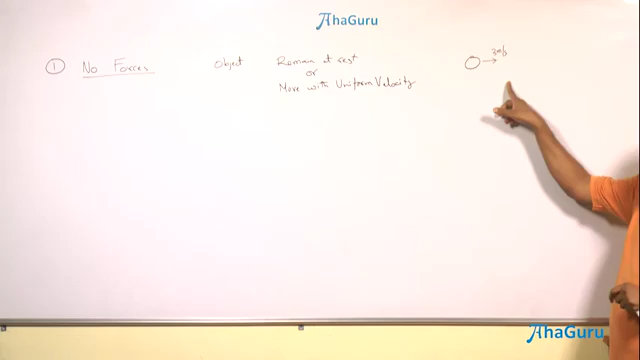 AhaGuru
① No Forces Object Remain at rest
or
Move with Uniform Velocity
3m/s
AhaGuru